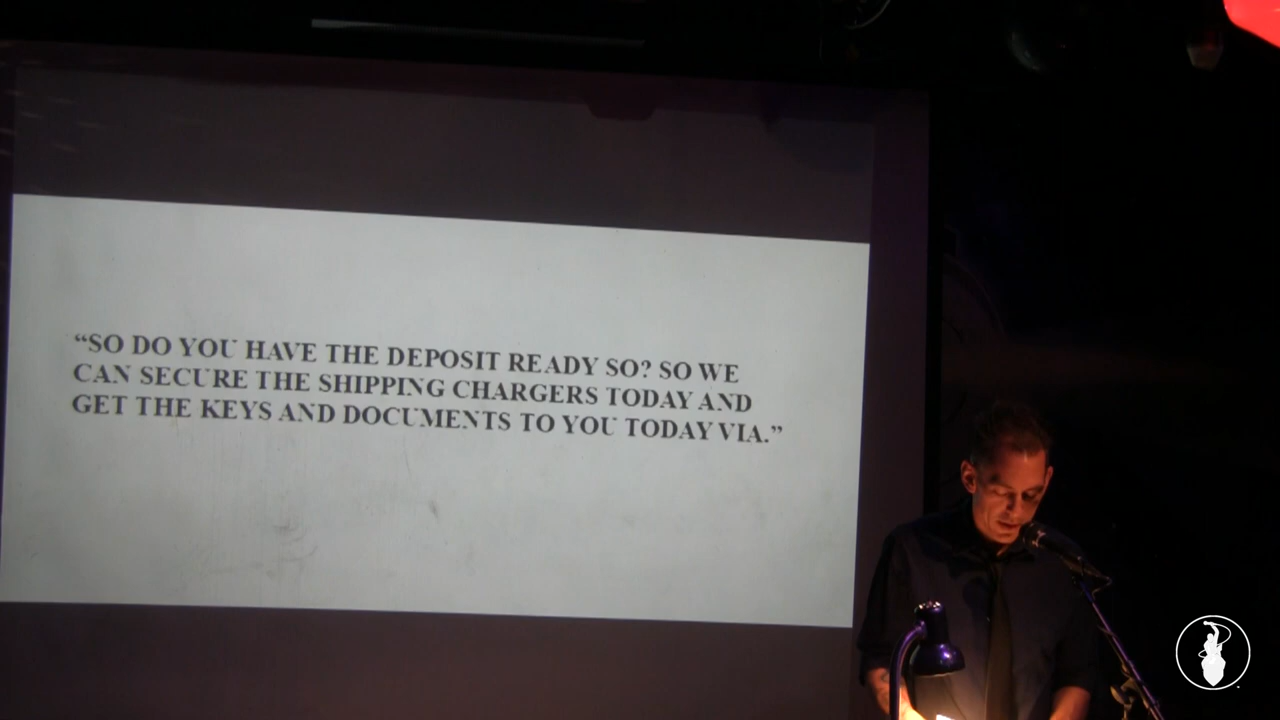 “SO DO YOU HAVE THE DEPOSIT READY SO? SO WE
CAN SECURE THE SHIPPING CHARGERS TODAY AND
GET THE KEYS AND DOCUMENTS TO YOU TODAY VIA.”